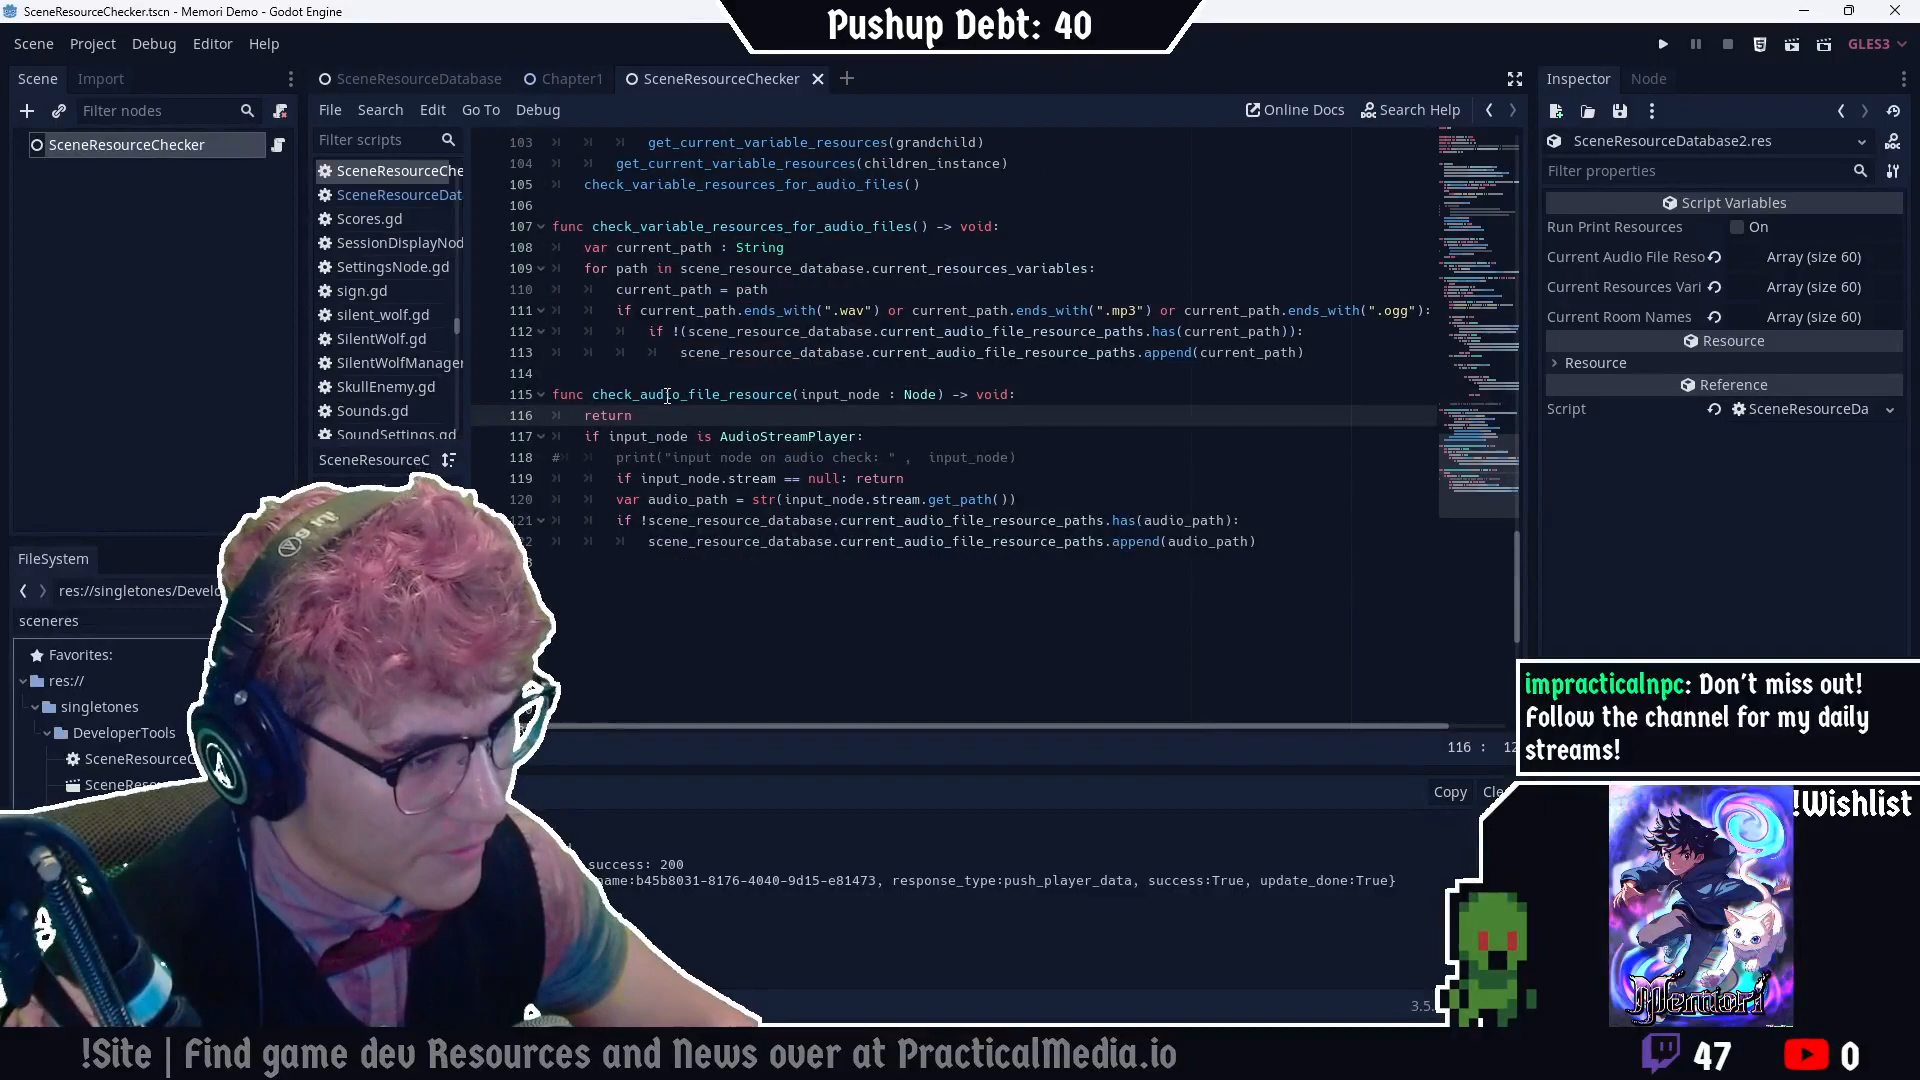 SceneResourceChecker.tscn - Memori Demo - Godot Engine
Pushup Debt: 40
Scene Project Debug Editor Help
GLES3
Scene Import
SceneResourceDatabase Chapter1 SceneResourceChecker
Inspector Node
Filter nodes
File Search Edit Go To Debug
Online Docs Search Help
SceneResourceChecker
Filter scripts
SceneResourceChe
SceneResourceDat
Scores.gd
SessionDisplayNod
SettingsNode.gd
sign.gd
silent_wolf.gd
SilentWolf.gd
SilentWolfManager
SkullEnemy.gd
Sounds.gd
SoundSettings.gd
SceneResourceC
103 get_current_variable_resources(grandchild)
104 get_current_variable_resources(children_instance)
105 check_variable_resources_for_audio_files()
106
107 func check_variable_resources_for_audio_files() -> void:
108 var current_path : String
109 for path in scene_resource_database.current_resources_variables:
110 current_path = path
111 if current_path.ends_with(".wav") or current_path.ends_with(".mp3") or current_path.ends_with(".ogg"):
112 if !(scene_resource_database.current_audio_file_resource_paths.has(current_path)):
113 scene_resource_database.current_audio_file_resource_paths.append(current_path)
114
115 func check_audio_file_resource(input_node : Node) -> void:
116 return
117 if input_node is AudioStreamPlayer:
118 # print("input node on audio check: " , input_node)
119 if input_node.stream == null: return
120 var audio_path = str(input_node.stream.get_path())
121 if !scene_resource_database.current_audio_file_resource_paths.has(audio_path):
scene_resource_database.current_audio_file_resource_paths.append(audio_path)
116 :
SceneResourceDatabase2.res
Filter properties
Script Variables
Run Print Resources On
Current Audio File Reso Array (size 60)
Current Resources Vari Array (size 60)
Current Room Names Array (size 60)
Resource
Resource
Reference
Script SceneResourceDa
FileSystem
res://singletones/Develo
sceneres
Favorites:
res://
singletones
DeveloperTools
SceneResourceC
Copy
success: 200
name:b45b8031-8176-4040-9d15-e81473, response_type:push_player_data, success:True, update_done:True}
3.5.
impracticalnpc: Don't miss out!
Follow the channel for my daily
streams!
!Wishlist
Memori
!Site | Find game dev Resources and News over at PracticalMedia.io
47 0